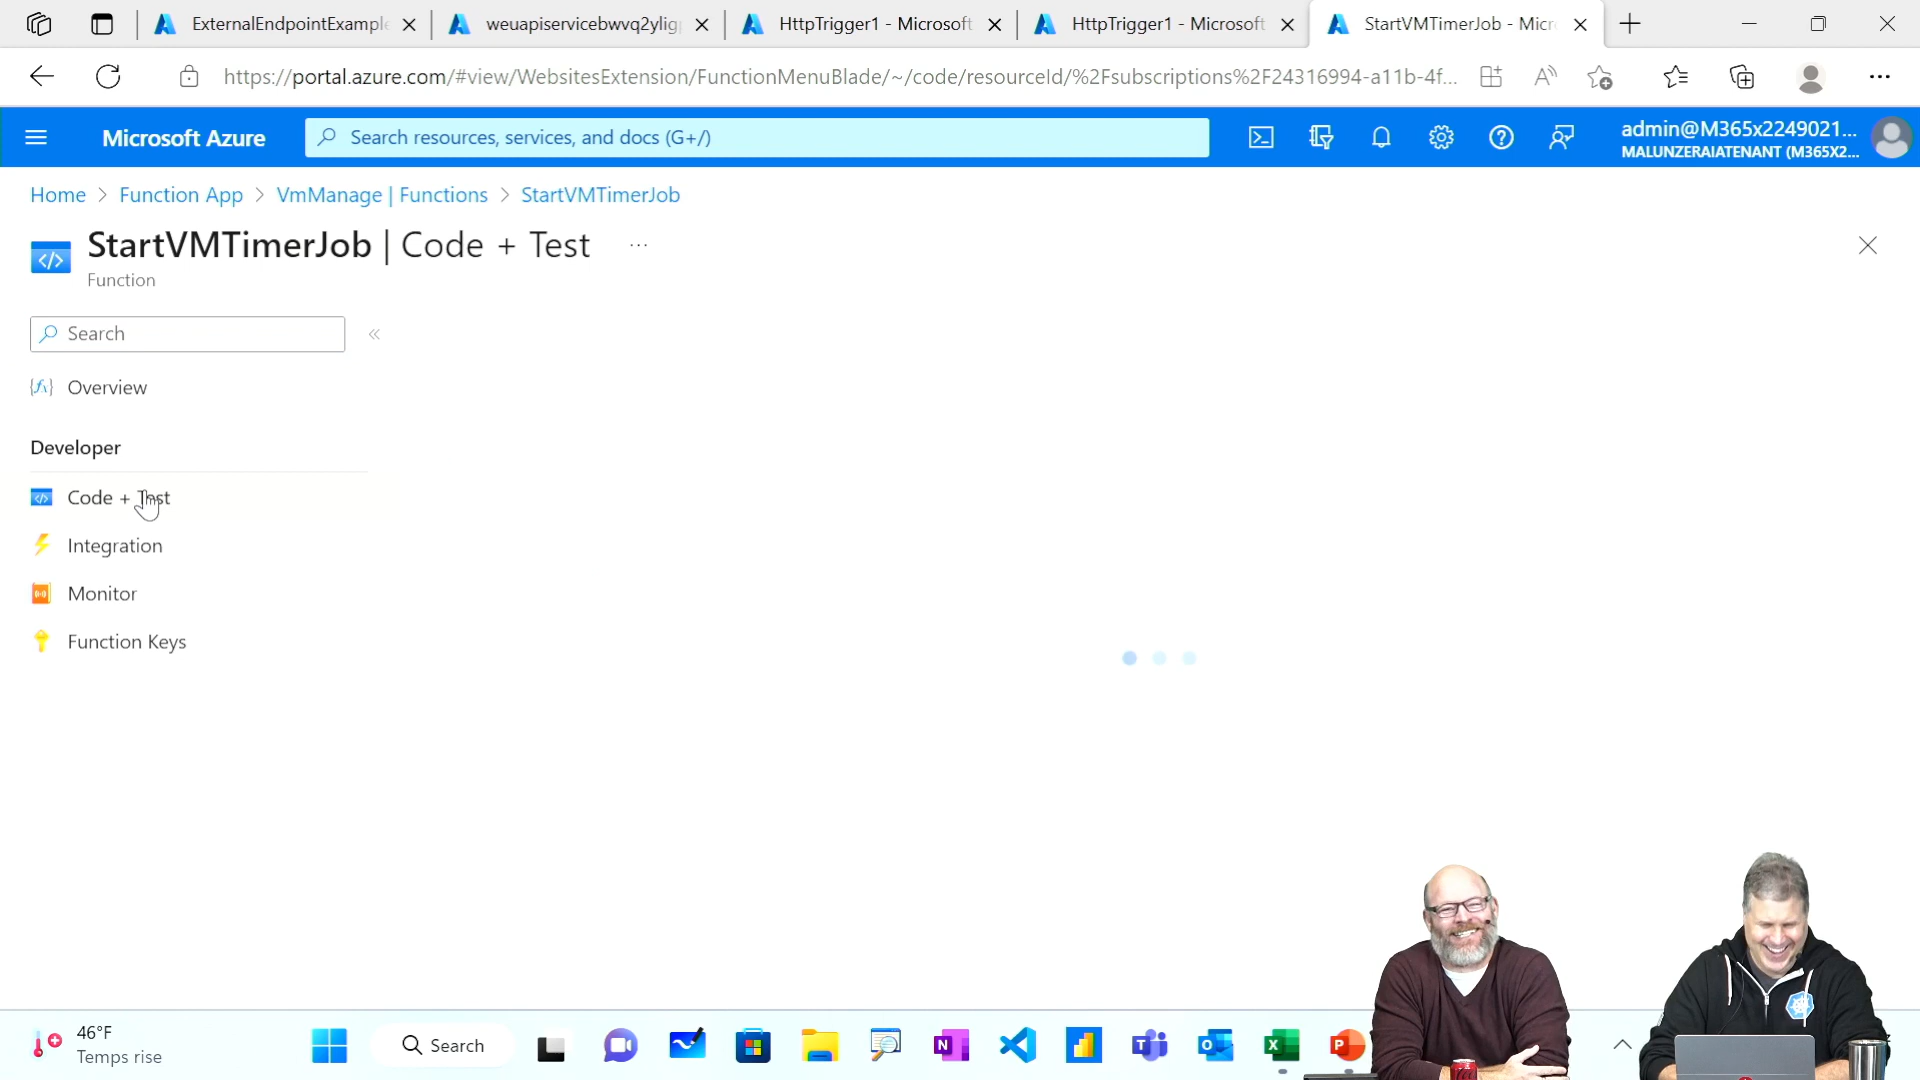 ExternalEndpointExample
weuapiservicebwvq2ylig
HttpTrigger1 - Microsoft
HttpTrigger1 - Microsoft
StartVMTimerJob - Micr
https://portal.azure.com/#view/WebsitesExtension/FunctionMenuBlade/~/code/resourceId/%2Fsubscriptions%2F24316994-a11b-4f...
Microsoft Azure
Search resources, services, and docs (G+/)
admin@M365x2249021...
MALUNZERAIATENANT (M365X2...
Home > Function App > VmManage | Functions > StartVMTimerJob
StartVMTimerJob | Code + Test ...
Function
Search
Overview
Developer
Code + Test
Integration
Monitor
Function Keys
46°F
Temps rise
Search